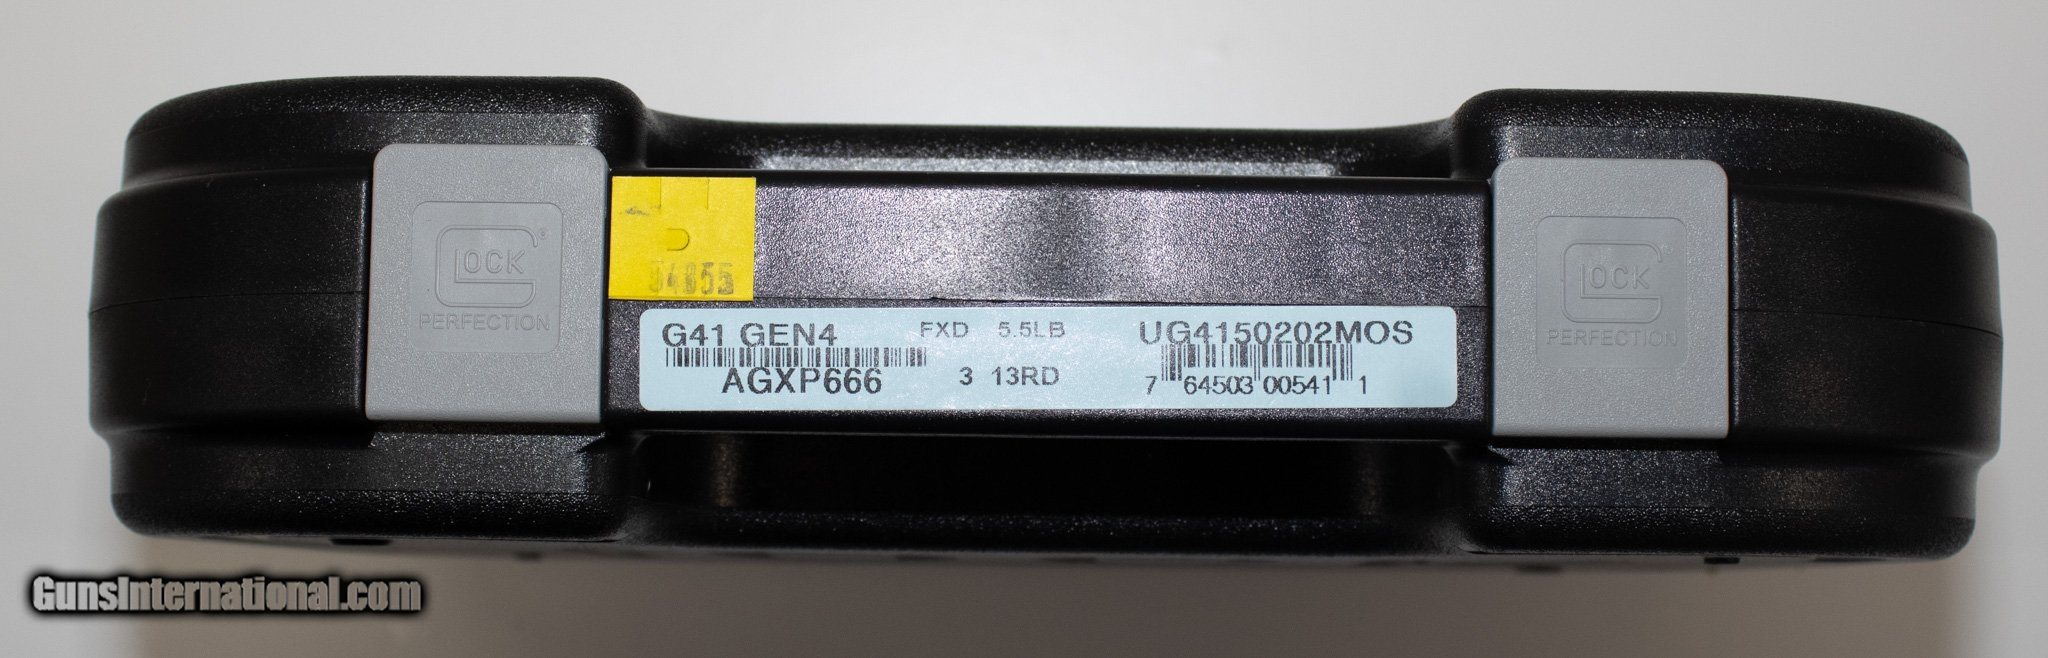 GLOCK
PERFECTION
G41 GEN4
AGXP666
FXD 5.5LB
3 13RD
UG4150202MOS
7 64503 00541 1
GLOCK
PERFECTION
GunsInternational.com